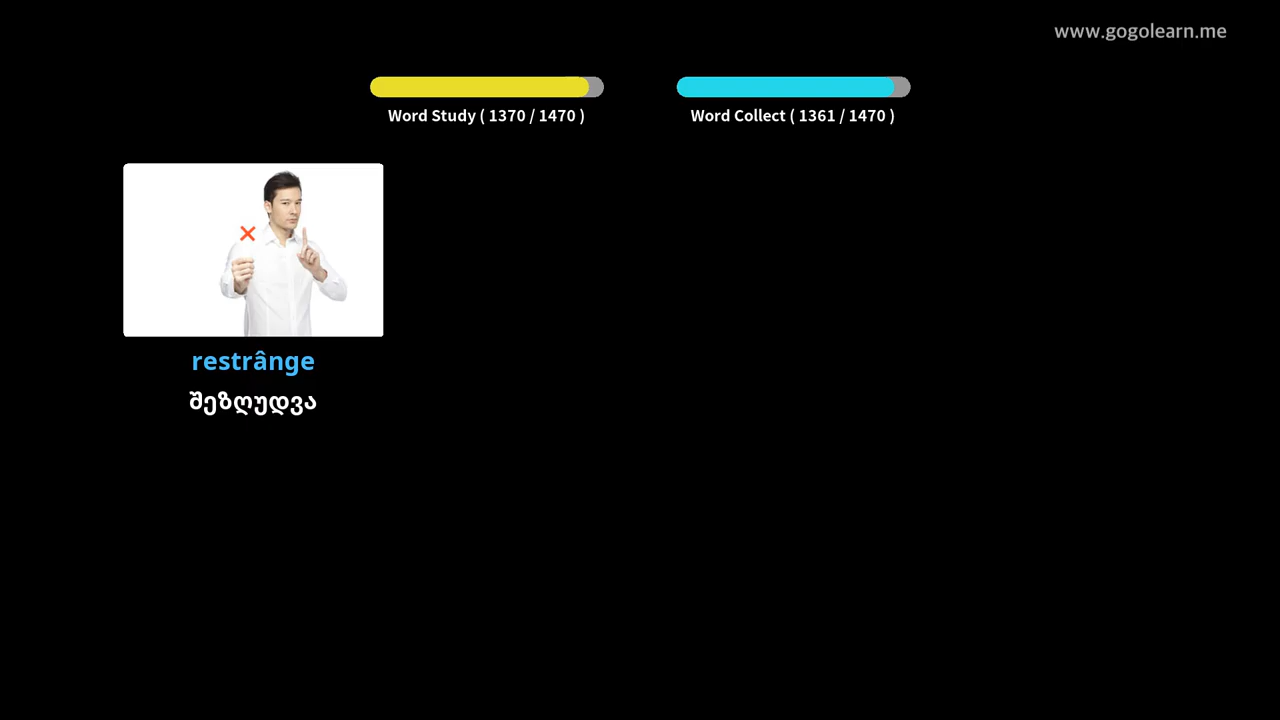 www.gogolearn.me
Word Study ( 1370 / 1470 )
Word Collect ( 1361 / 1470 )
restrânge
შეზღუდვა